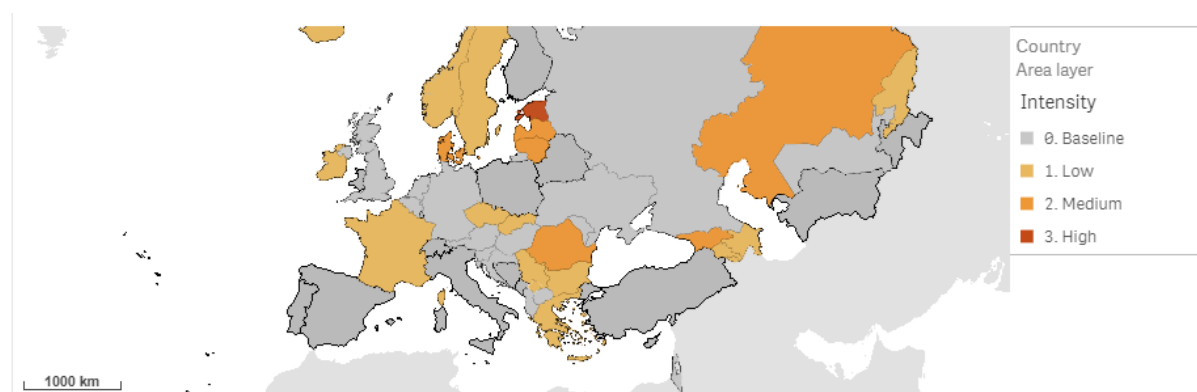 Country
Area layer
Intensity
0. Baseline
1. Low
2. Medium
3. High
1000 km